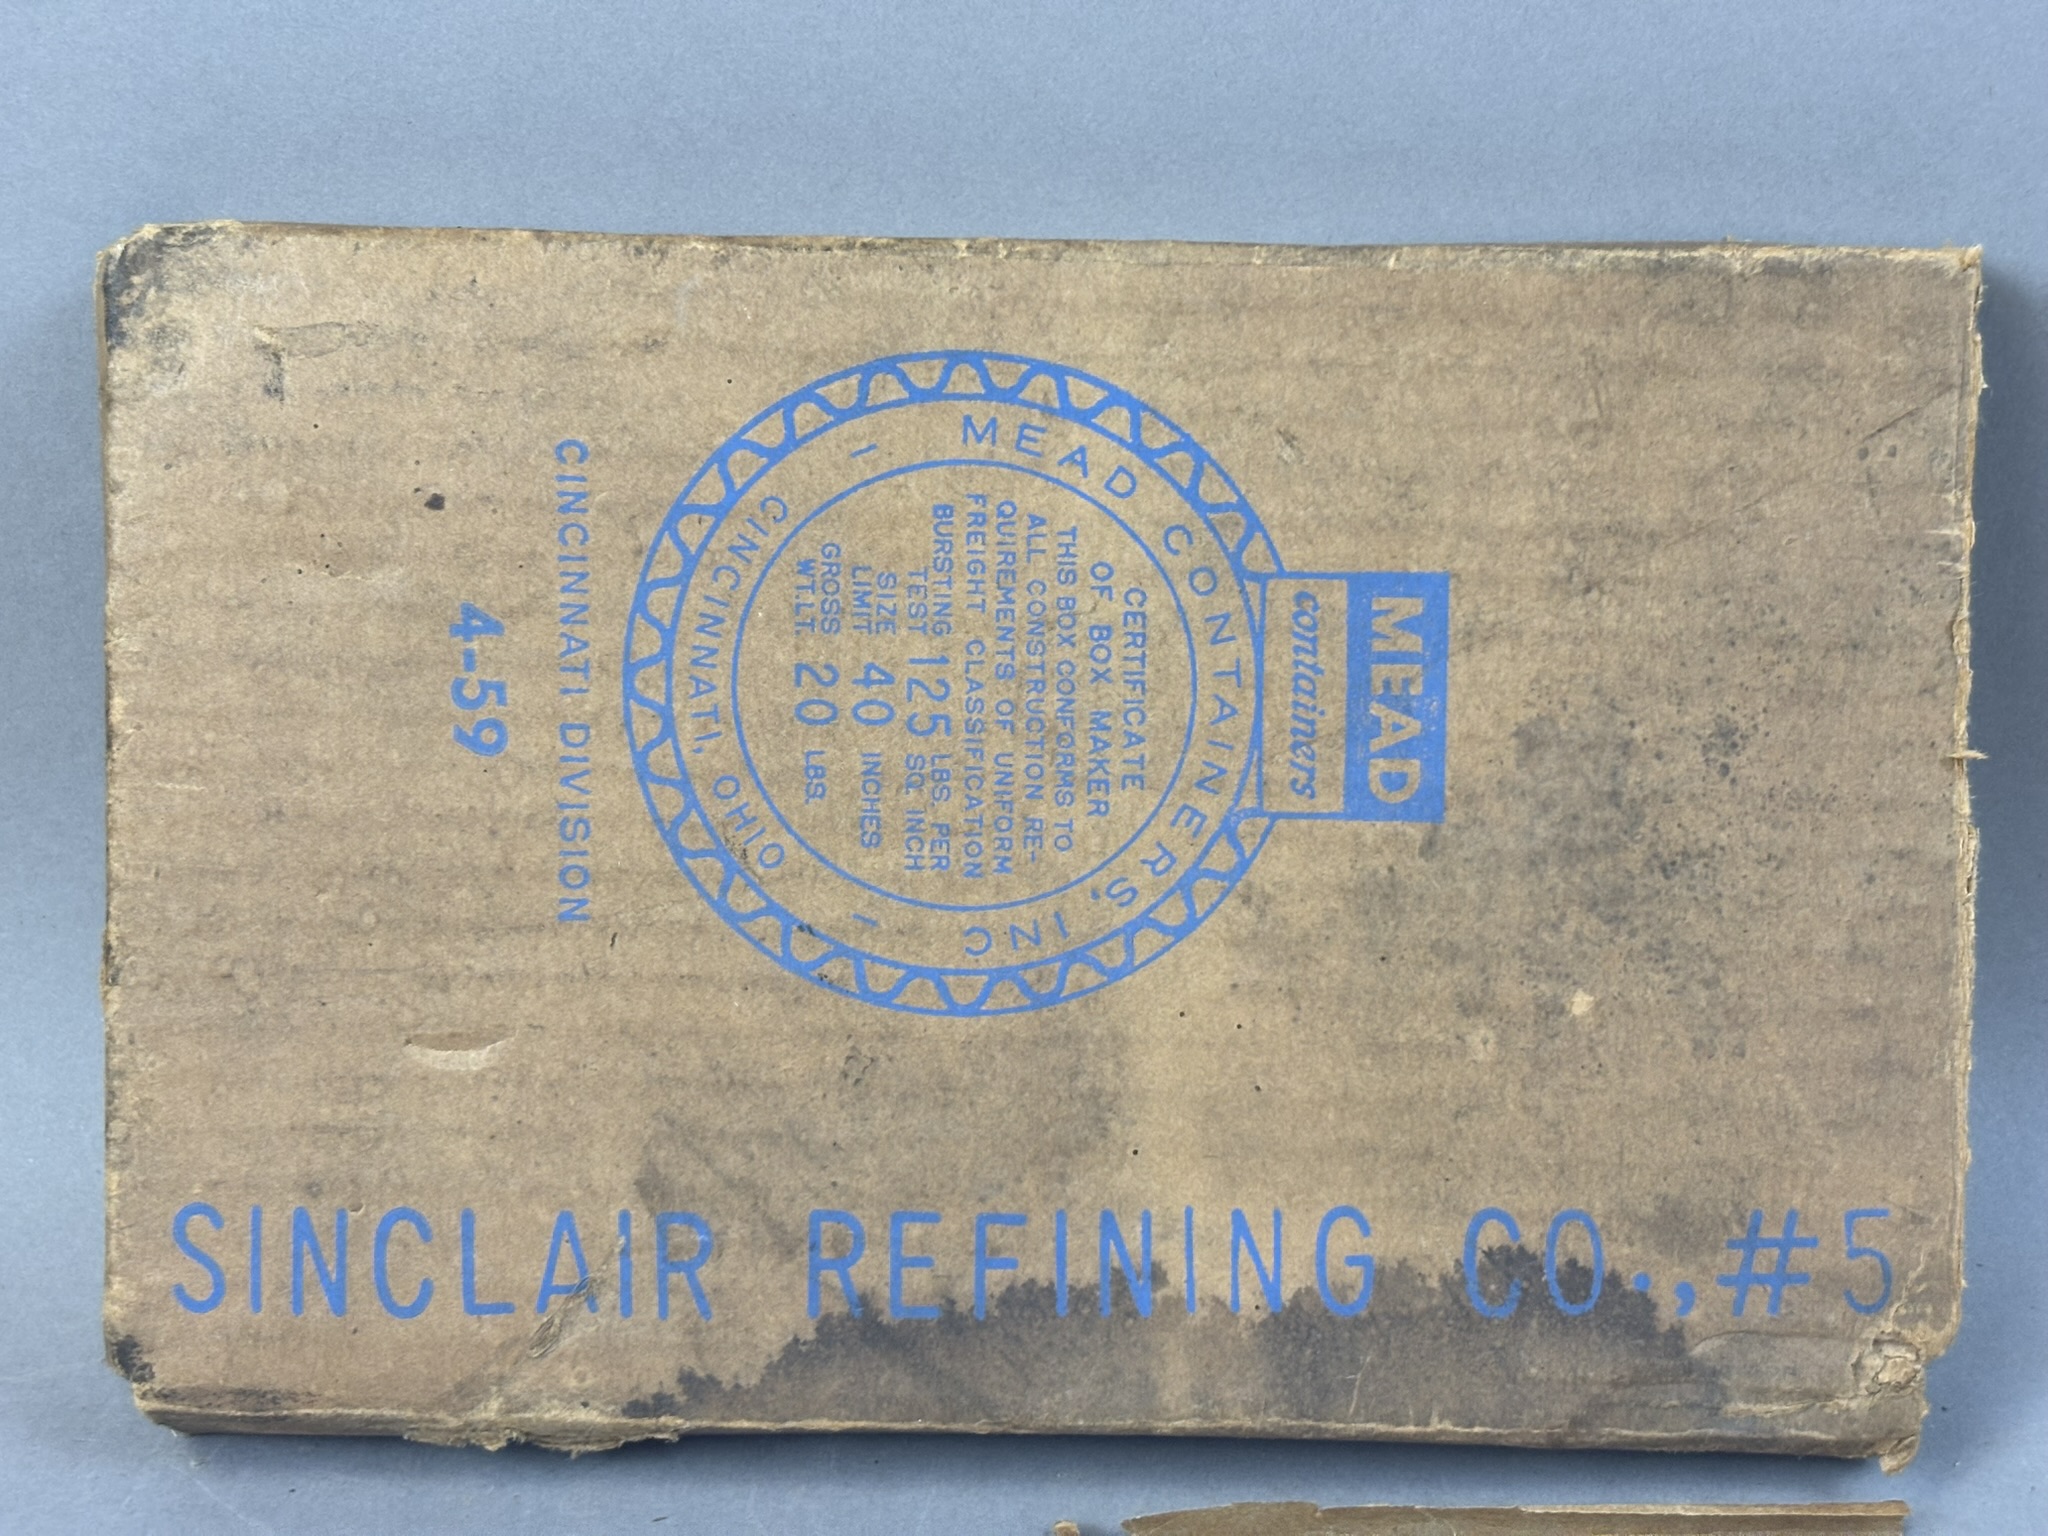 MEAD
containers
MEAD CONTAINERS, INC.
CERTIFICATE
OF BOX MAKER
THIS BOX CONFORMS TO
ALL CONSTRUCTION RE-
QUIREMENTS OF UNIFORM
FREIGHT CLASSIFICATION
BURSTING TEST 125 LBS. PER SQ. INCH
SIZE LIMIT 40 INCHES
GROSS WT. LT. 20 LBS.
- CINCINNATI, OHIO -
CINCINNATI DIVISION
4-59
SINCLAIR REFINING CO., #5